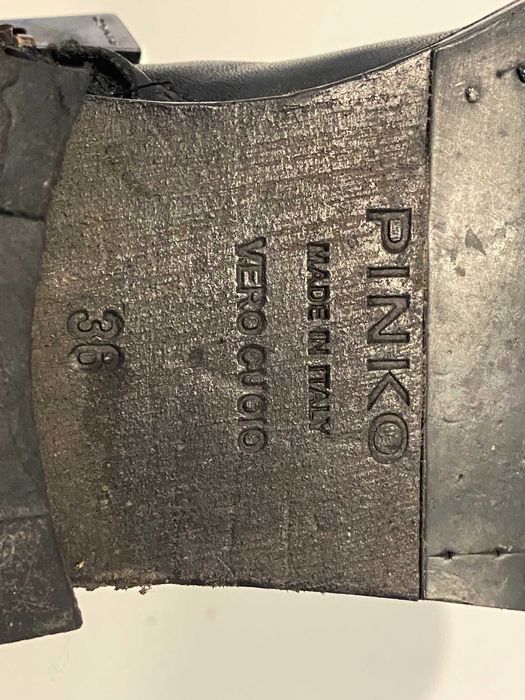 PINKO
MADE IN ITALY
VERO CUOIO
36